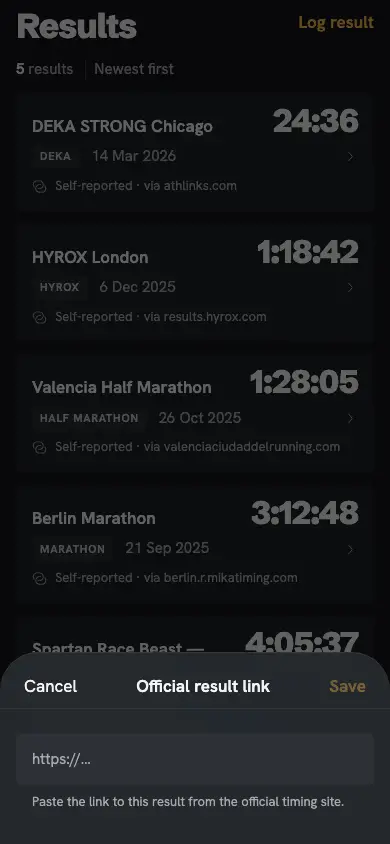 Results
Log result
5 results
Newest first
DEKA STRONG Chicago
24:36
DEKA
14 Mar 2026
Self-reported · via athlinks.com
HYROX London
1:18:42
HYROX
6 Dec 2025
Self-reported · via results.hyrox.com
Valencia Half Marathon
1:28:05
HALF MARATHON
26 Oct 2025
Self-reported · via valenciaciudaddelrunning.com
Berlin Marathon
3:12:48
MARATHON
21 Sep 2025
Self-reported · via berlin.r.mikatiming.com
Spartan Race Beast —
4:05:37
Cancel
Official result link
Save
https://...
Paste the link to this result from the official timing site.